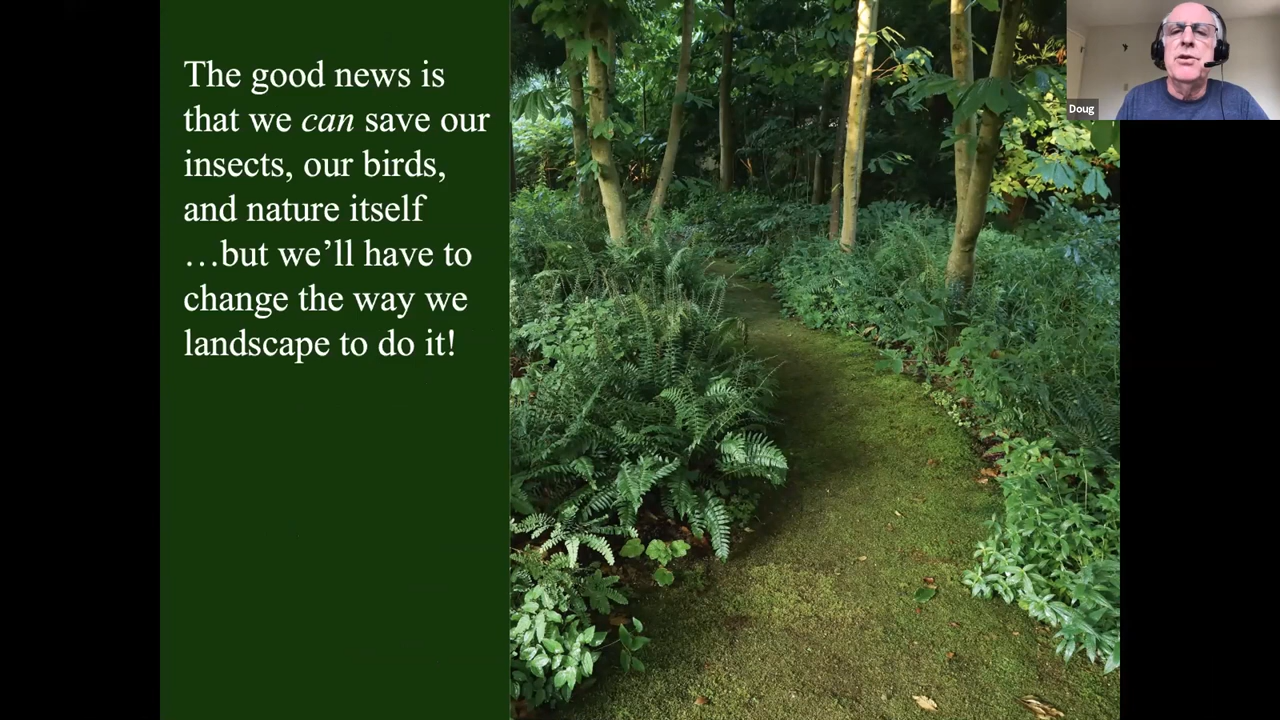 The good news is
that we can save our
insects, our birds,
and nature itself
…but we’ll have to
change the way we
landscape to do it!
Doug